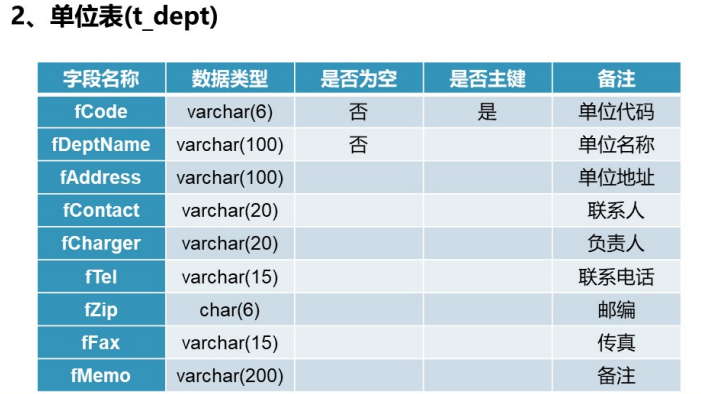 2、单位表(t_dept)
字段名称 数据类型 是否为空 是否主键 备注
fCode varchar(6) 否 是 单位代码
fDeptName varchar(100) 否 单位名称
fAddress varchar(100) 单位地址
fContact varchar(20) 联系人
fCharger varchar(20) 负责人
fTel varchar(15) 联系电话
fZip char(6) 邮编
fFax varchar(15) 传真
fMemo varchar(200) 备注